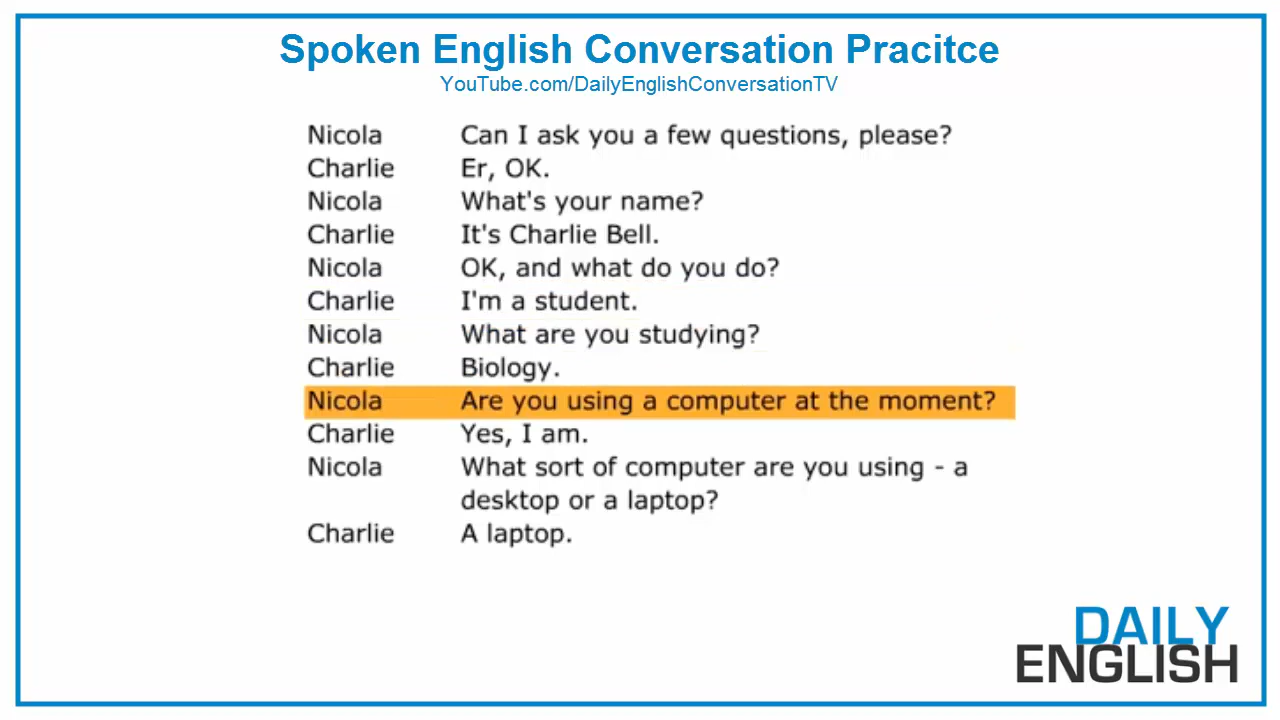 Spoken English Conversation Pracitce
YouTube.com/DailyEnglishConversationTV
Nicola Can I ask you a few questions, please?
Charlie Er, OK.
Nicola What's your name?
Charlie It's Charlie Bell.
Nicola OK, and what do you do?
Charlie I'm a student.
Nicola What are you studying?
Charlie Biology.
Nicola Are you using a computer at the moment?
Charlie Yes, I am.
Nicola What sort of computer are you using - a
desktop or a laptop?
Charlie A laptop.
DAILY
ENGLISH